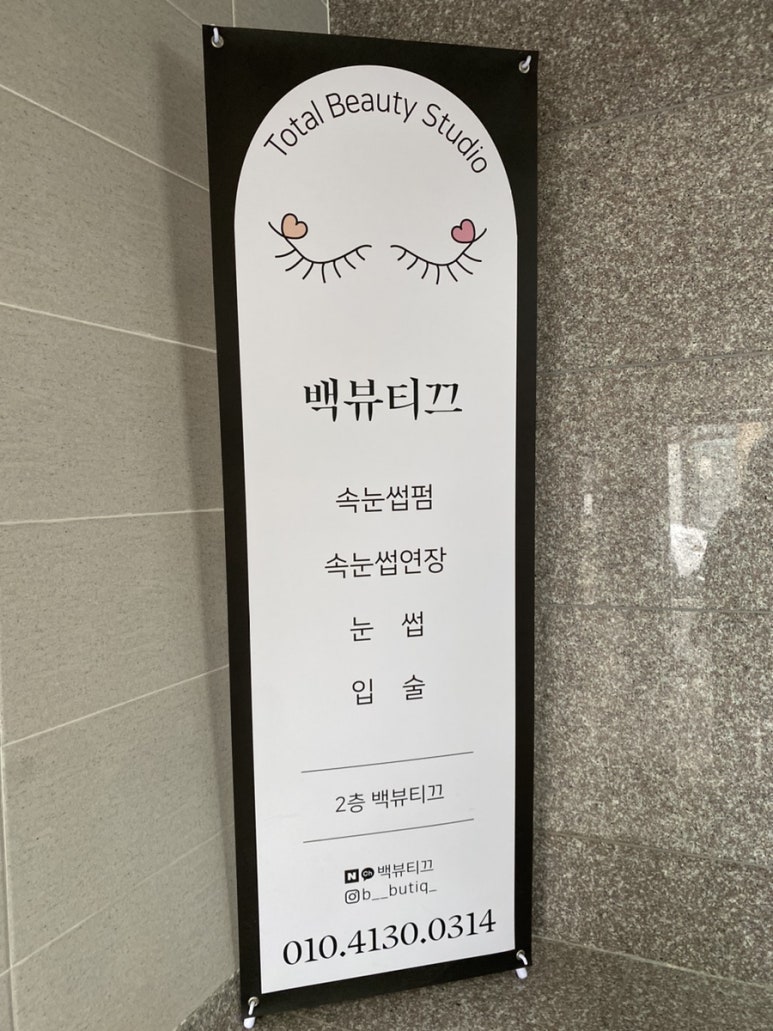 Total Beauty Studio
백뷰티끄
속눈썹펌
속눈썹연장
눈 썹
입 술
2층 백뷰티끄
N Ch 백뷰티끄
b__butiq_
010.4130.0314